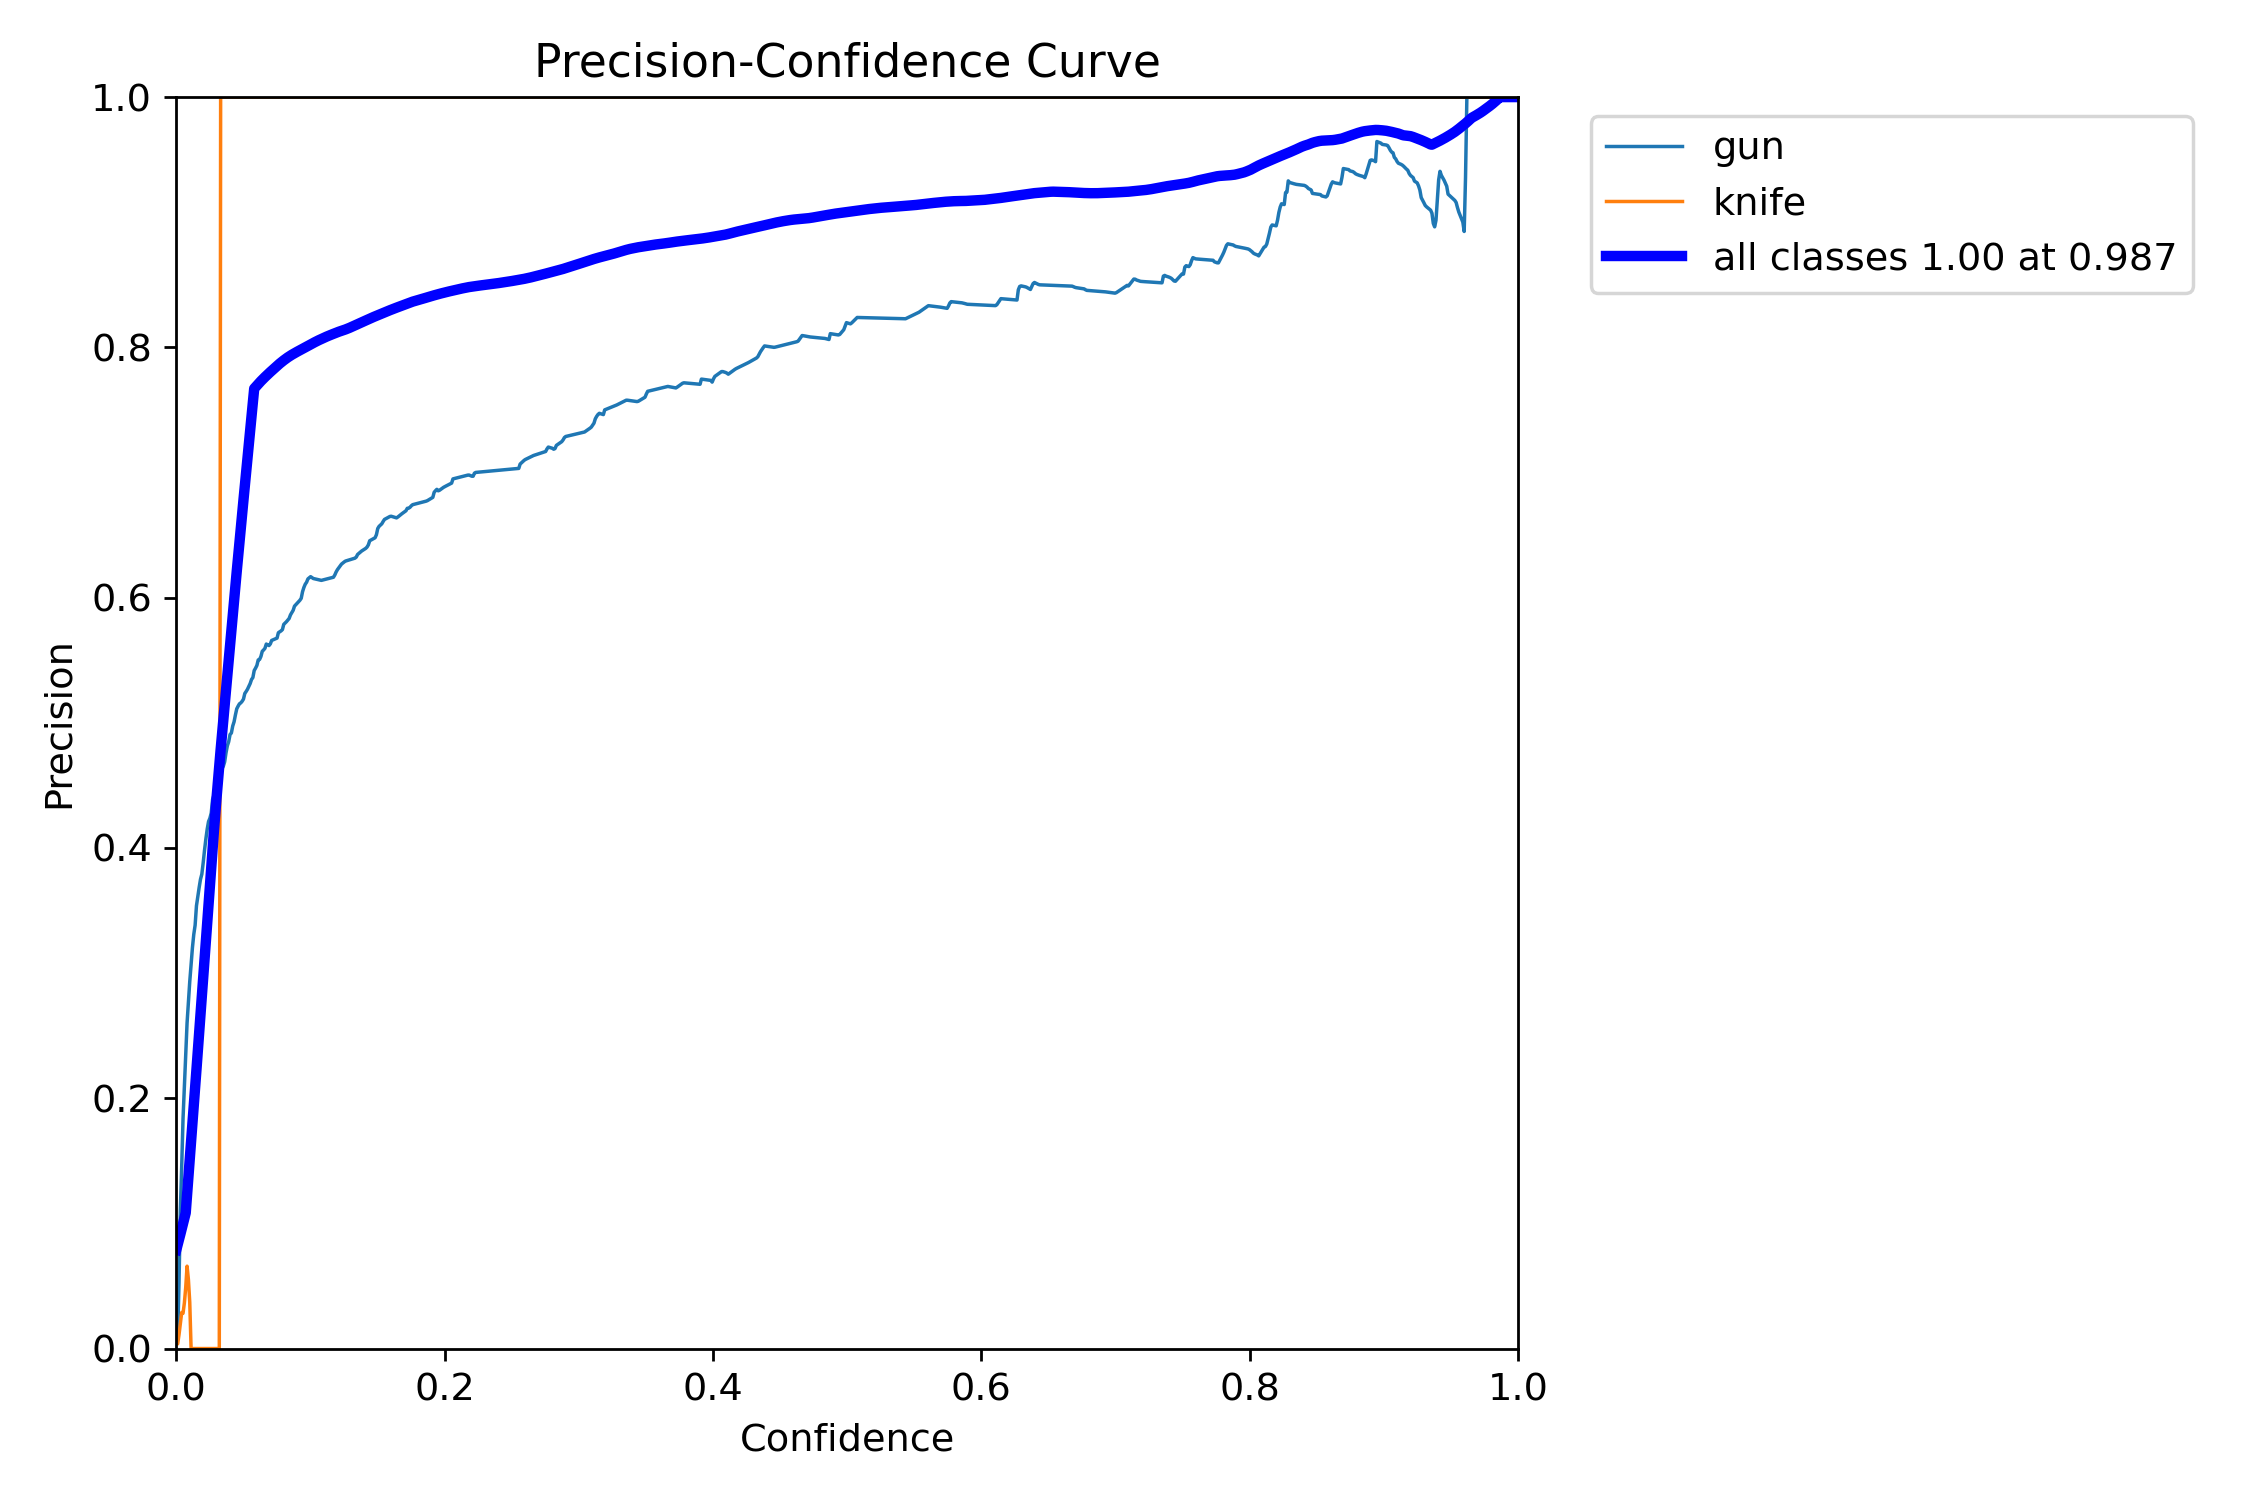 Precision-Confidence Curve
1.0
0.8
0.6
0.4
0.2
0.0
Precision
0.0 0.2 0.4 0.6 0.8 1.0
Confidence
gun
knife
all classes 1.00 at 0.987